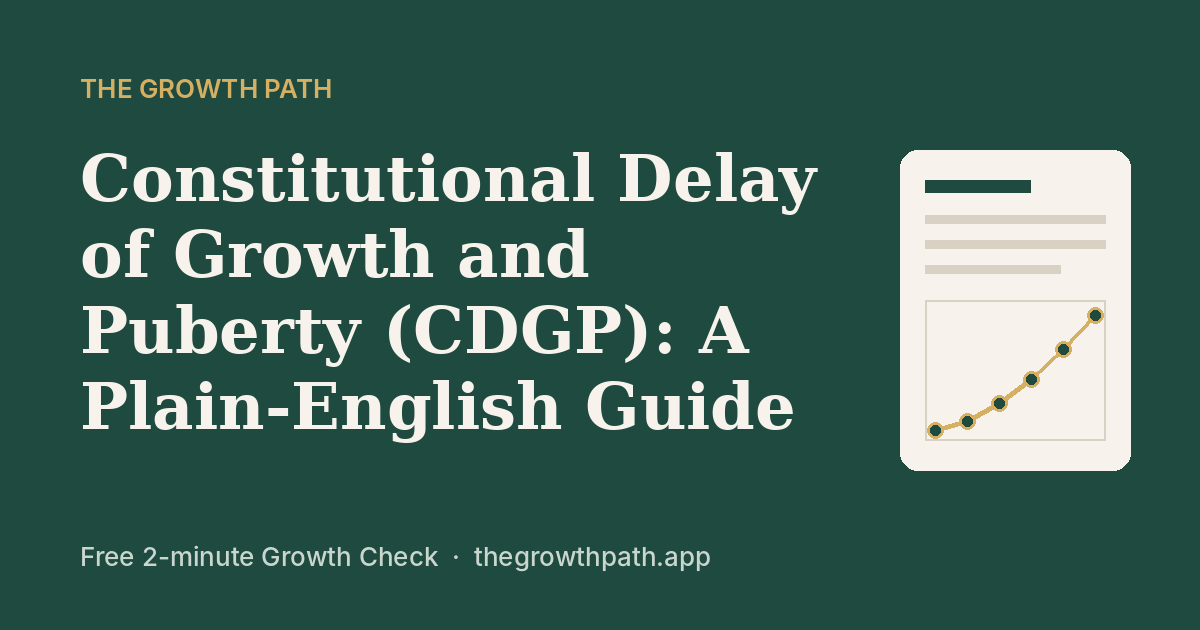 THE GROWTH PATH
Constitutional Delay
of Growth and
Puberty (CDGP): A
Plain-English Guide
Free 2-minute Growth Check · thegrowthpath.app